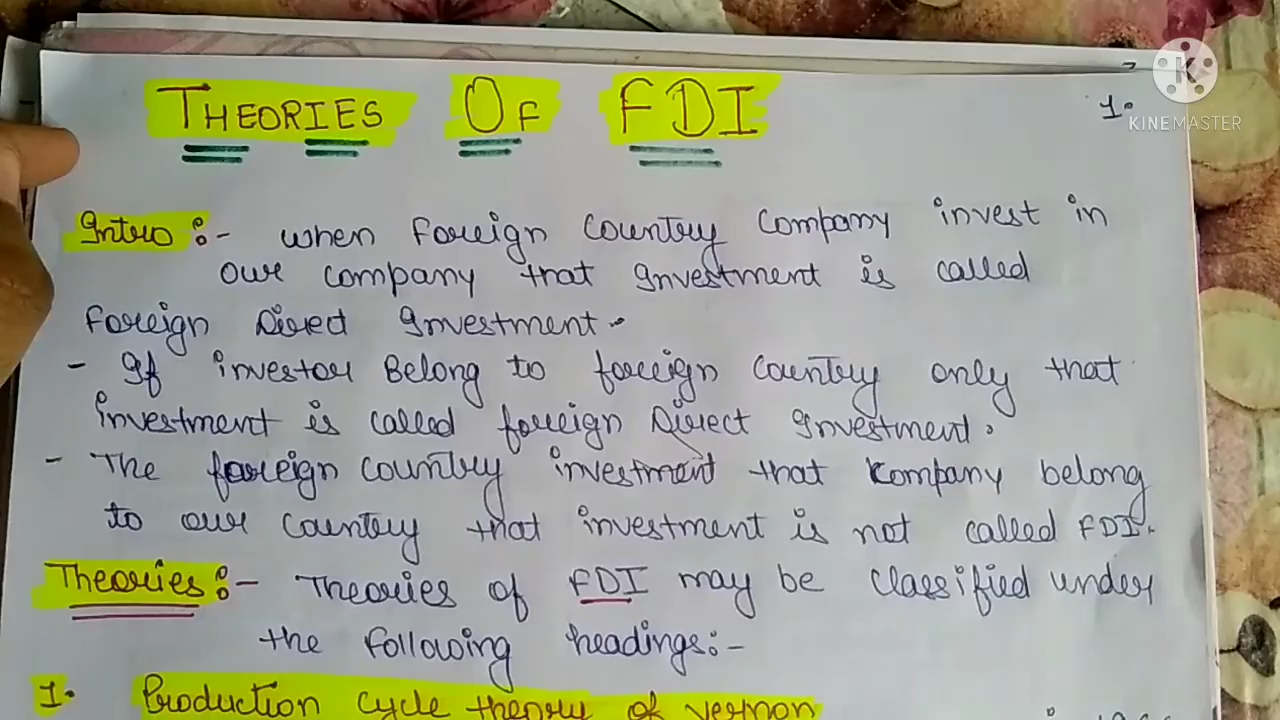 THEORIES OF FDI
1.
KINEMASTER
Intro :- when foreign country company invest in
our company that Investment is called
foreign Direct Investment.
- If investor Belong to foreign country only that
investment is called foreign Direct Investment.
- The foreign country investment that company belong
to our country that investment is not called FDI.
Theories :- Theories of FDI may be classified under
the following headings :-
1. Production cycle theory of vernon